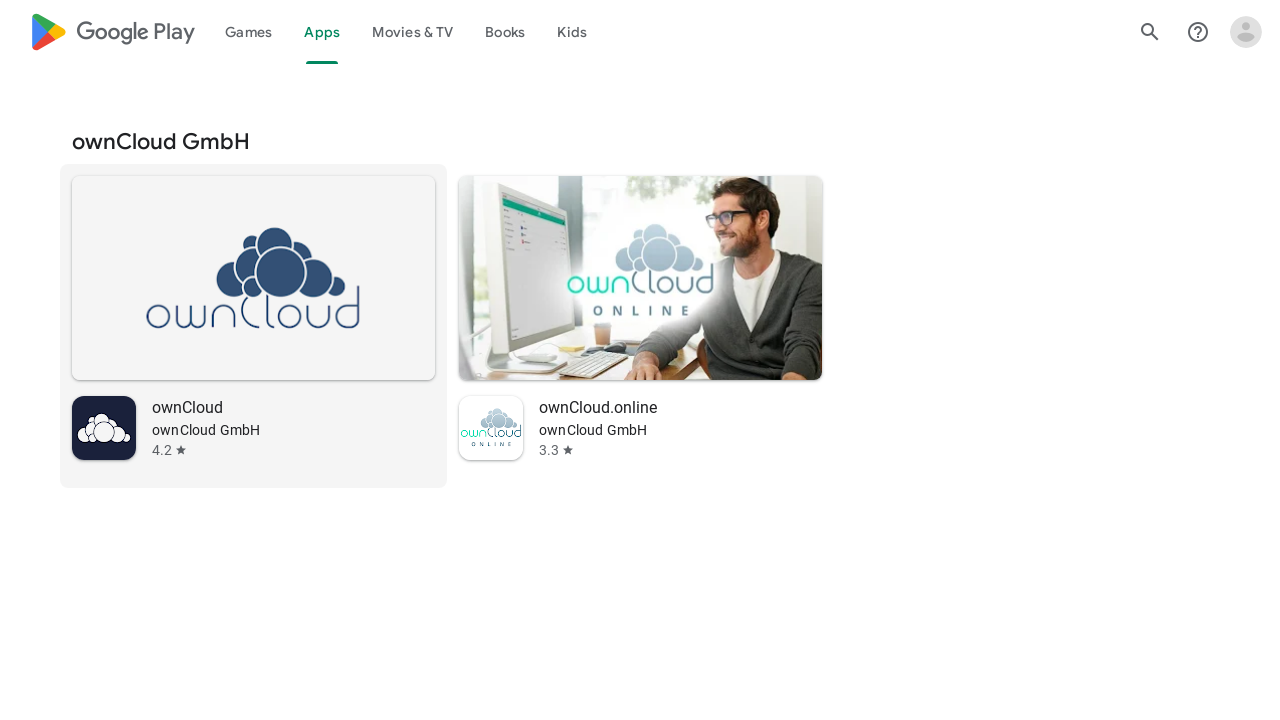 Google Play
Games
Apps
Movies & TV
Books
Kids
ownCloud GmbH
ownCloud
ownCloud
ONLINE
ownCloud
ownCloud GmbH
4.2 ★
ownCloud
ONLINE
ownCloud.online
ownCloud GmbH
3.3 ★